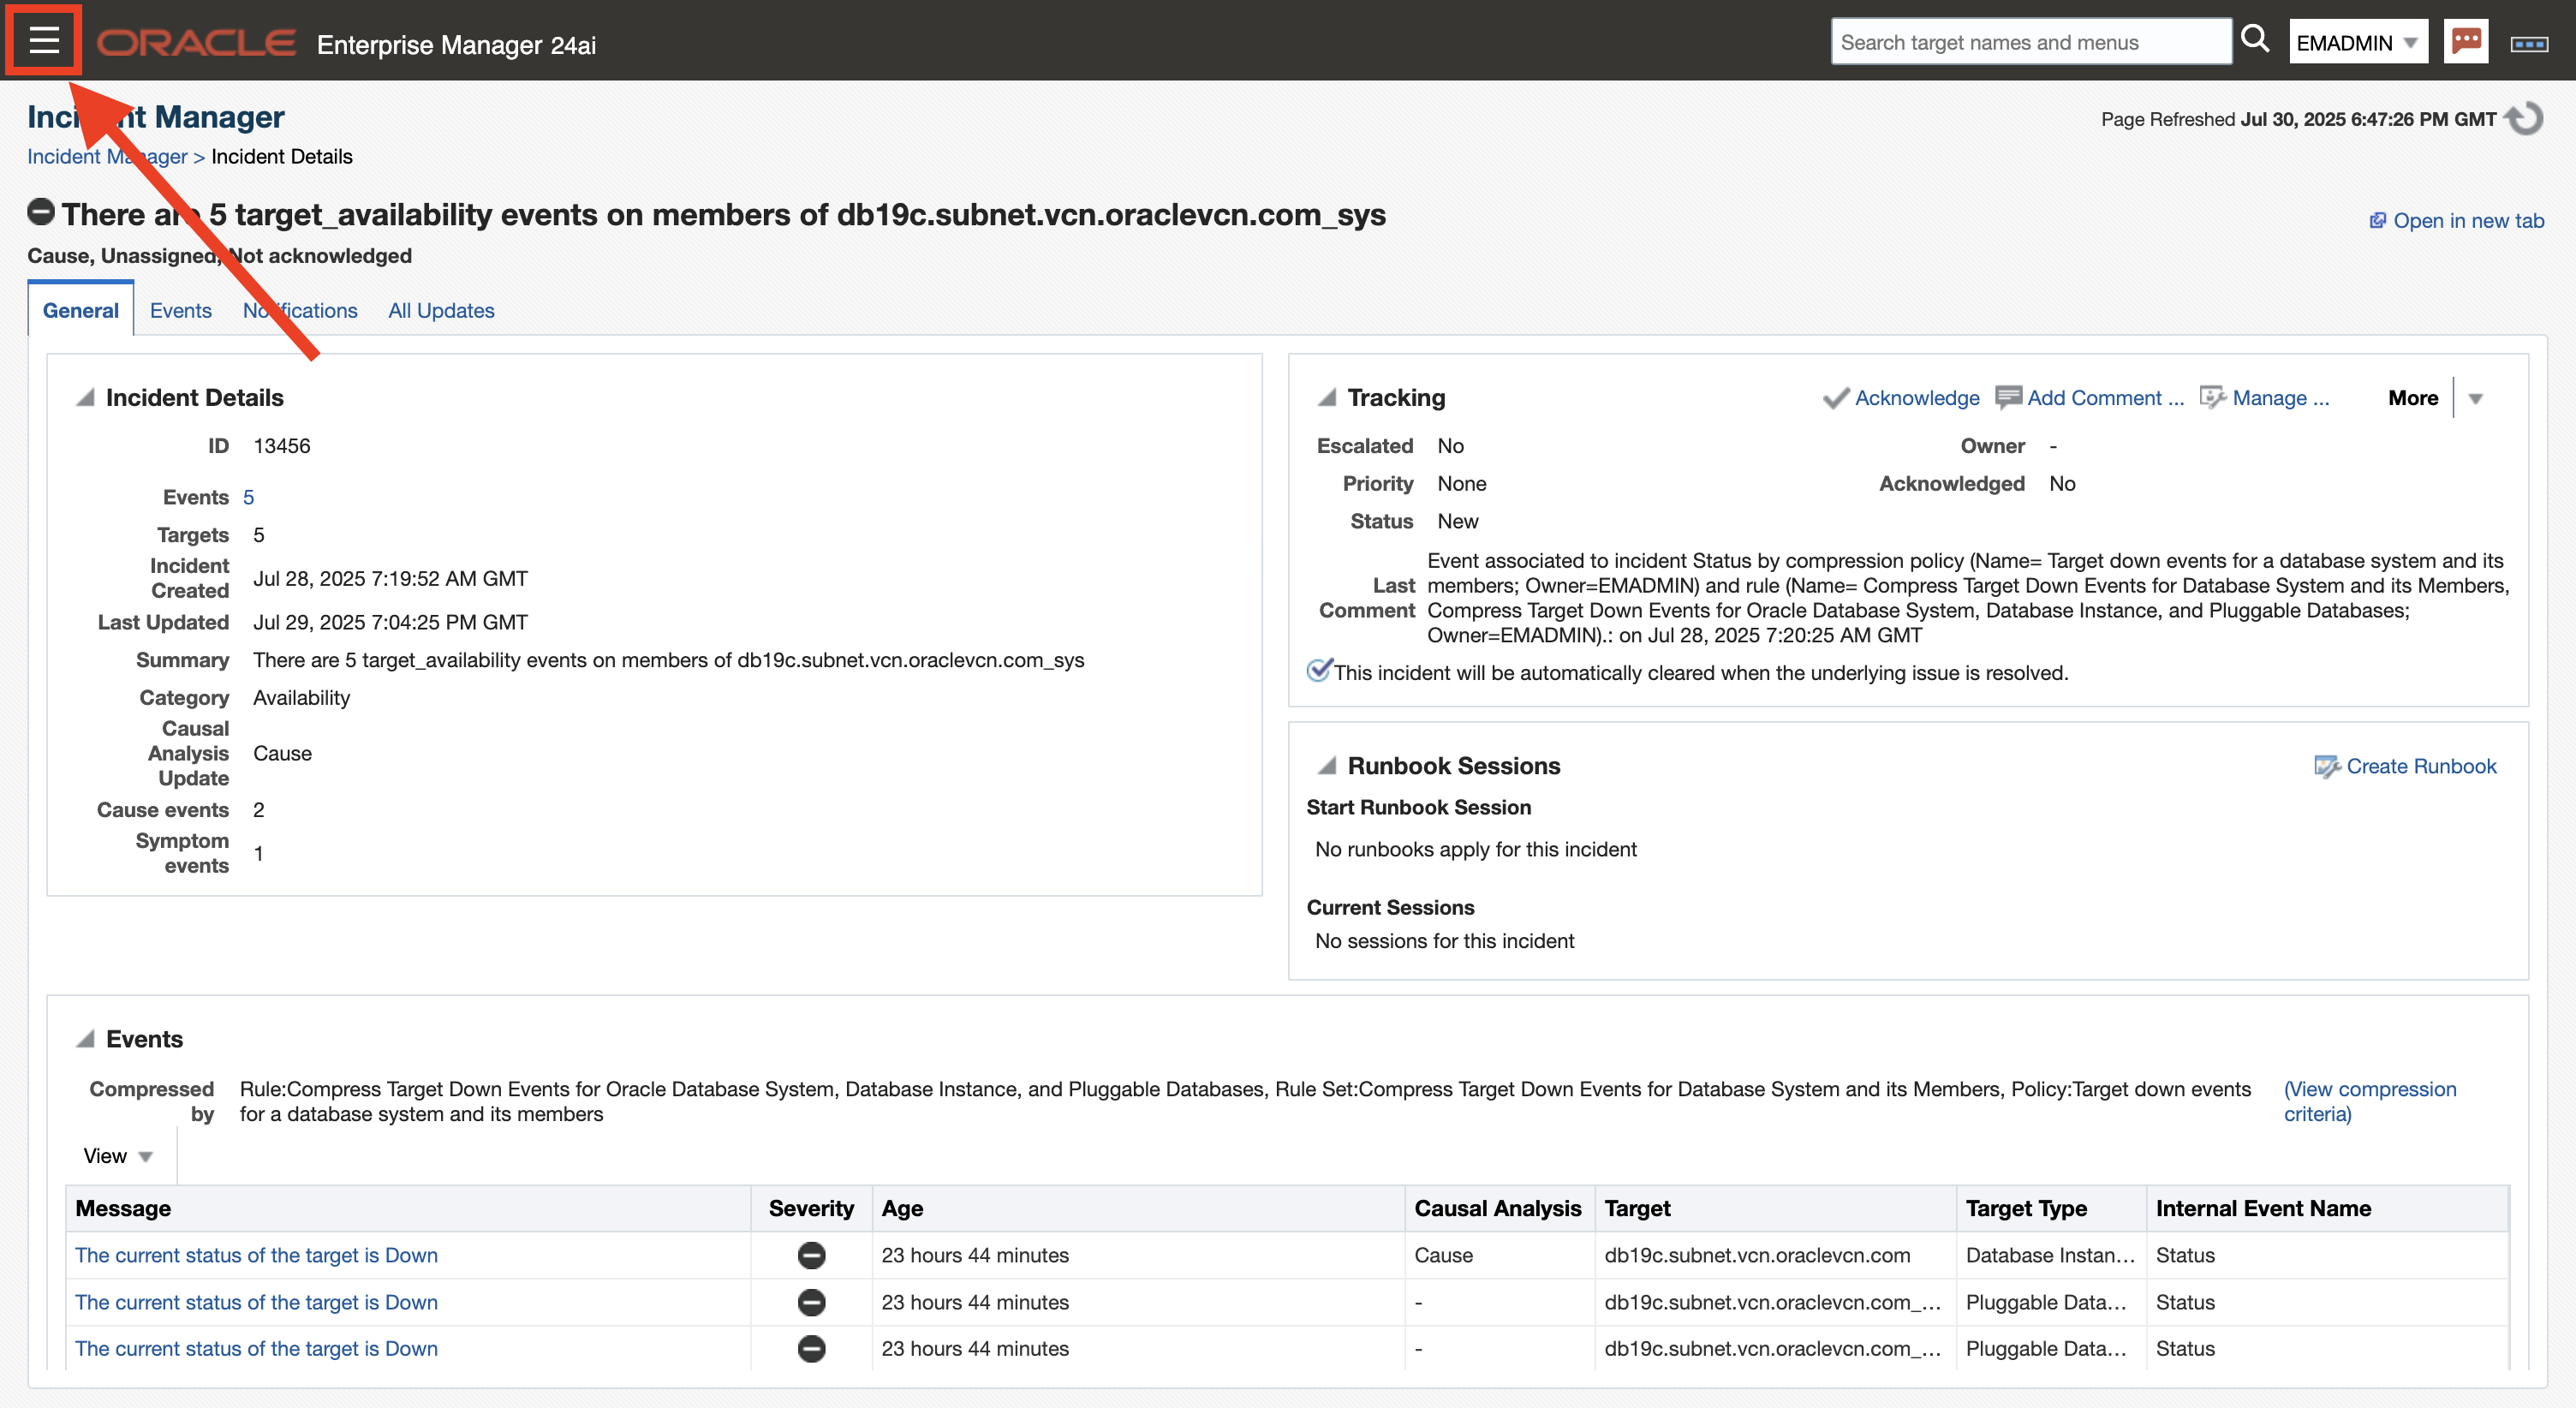 ORACLE Enterprise Manager 24ai
Search target names and menus
EMADMIN
Incident Manager
Page Refreshed Jul 30, 2025 6:47:26 PM GMT
Incident Manager > Incident Details
There are 5 target_availability events on members of db19c.subnet.vcn.oraclevcn.com_sys
Open in new tab
Cause, Unassigned, Not acknowledged
General Events Notifications All Updates
Incident Details
ID 13456
Events 5
Targets 5
Incident Created Jul 28, 2025 7:19:52 AM GMT
Last Updated Jul 29, 2025 7:04:25 PM GMT
Summary There are 5 target_availability events on members of db19c.subnet.vcn.oraclevcn.com_sys
Category Availability
Causal Analysis Update Cause
Cause events 2
Symptom events 1
Tracking Acknowledge Add Comment ... Manage ... More
Escalated No Owner -
Priority None Acknowledged No
Status New
Last Comment Event associated to incident Status by compression policy (Name= Target down events for a database system and its
members; Owner=EMADMIN) and rule (Name= Compress Target Down Events for Database System and its Members,
Compress Target Down Events for Oracle Database System, Database Instance, and Pluggable Databases;
Owner=EMADMIN).: on Jul 28, 2025 7:20:25 AM GMT
This incident will be automatically cleared when the underlying issue is resolved.
Runbook Sessions Create Runbook
Start Runbook Session
No runbooks apply for this incident
Current Sessions
No sessions for this incident
Events
Compressed by Rule:Compress Target Down Events for Oracle Database System, Database Instance, and Pluggable Databases, Rule Set:Compress Target Down Events for Database System and its Members, Policy:Target down events
for a database system and its members
(View compression
criteria)
View
Message Severity Age Causal Analysis Target Target Type Internal Event Name
The current status of the target is Down 23 hours 44 minutes Cause db19c.subnet.vcn.oraclevcn.com Database Instan... Status
The current status of the target is Down 23 hours 44 minutes - db19c.subnet.vcn.oraclevcn.com_... Pluggable Data... Status
The current status of the target is Down 23 hours 44 minutes - db19c.subnet.vcn.oraclevcn.com_... Pluggable Data... Status